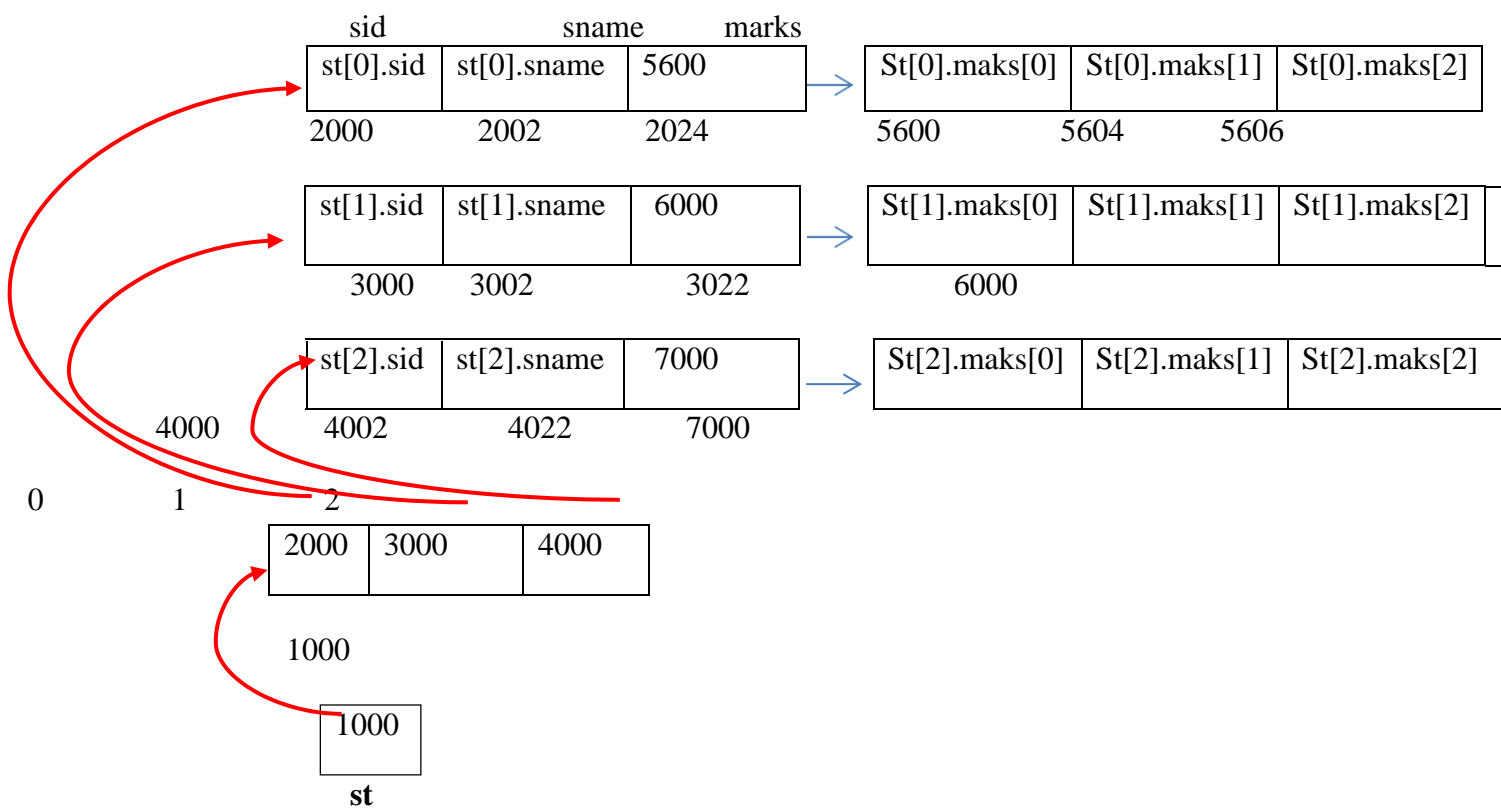 sid sname marks
st[0].sid st[0].sname 5600 St[0].maks[0] St[0].maks[1] St[0].maks[2]
2000 2002 2024 5600 5604 5606
st[1].sid st[1].sname 6000 St[1].maks[0] St[1].maks[1] St[1].maks[2]
3000 3002 3022 6000
st[2].sid st[2].sname 7000 St[2].maks[0] St[2].maks[1] St[2].maks[2]
4000 4002 4022 7000
0 1 2
2000 3000 4000
1000
1000
st